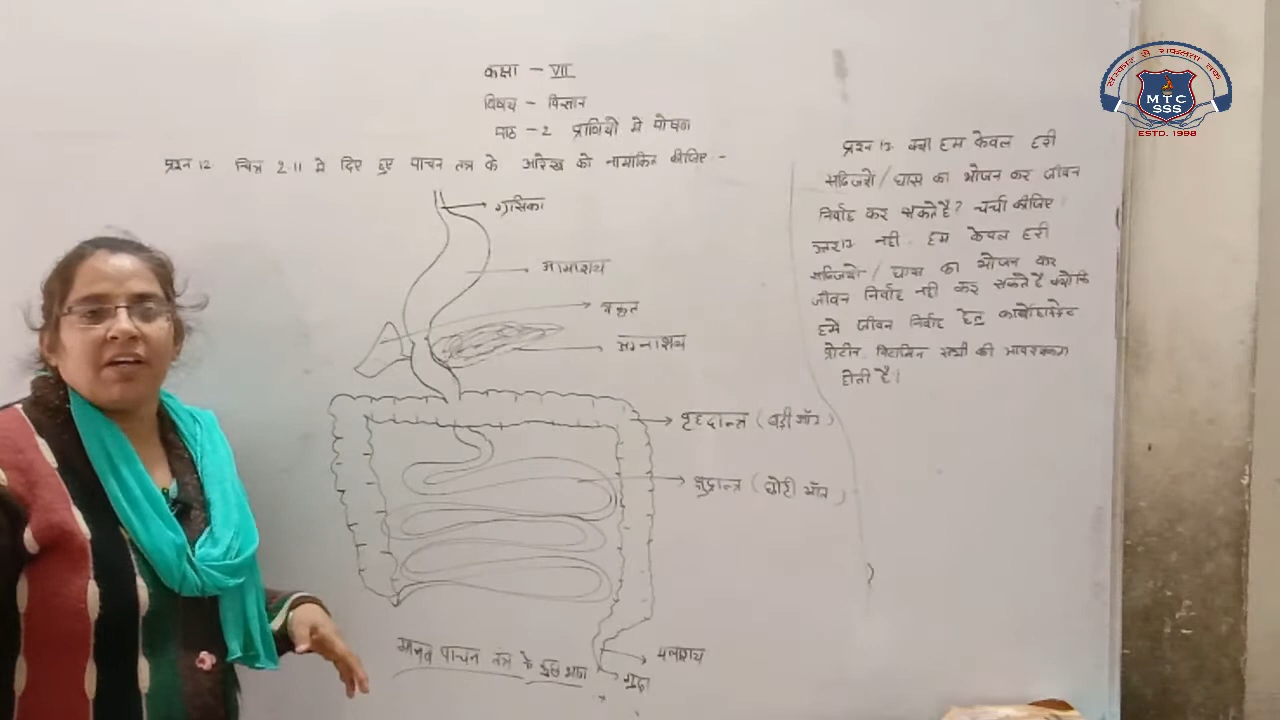 कक्षा - VII
विषय - विज्ञान
पाठ - 2 प्राणियो मे पोषण
प्रश्न 12 चित्र 2.11 मे दिए हुए पाचन तंत्र के आरेख को नामांकित कीजिए -
ग्रासिका
आमाशय
यकृत
अग्नाशय
बृहदान्त्र (बड़ी आँत)
क्षुद्रान्त्र (छोटी आँत)
मलाशय
गुदा
मानव पाचन तंत्र के कुछ भाग
प्रश्न 13 क्या हम केवल हरी
सब्जियो / घास का भोजन कर जीवन
निर्वाह कर सकते है? चर्चा कीजिए
उत्तर 13 नही. हम केवल हरी
सब्जियो / घास का भोजन कर
जीवन निर्वाह नही कर सकते है क्योकि
हमे जीवन निर्वाह हेतु कार्बोहाइड्रेट
प्रोटीन विटामिन सभी की आवश्यकता
होती है।
संस्कार से सफलता तक
MTC
SSS
ESTD. 1998